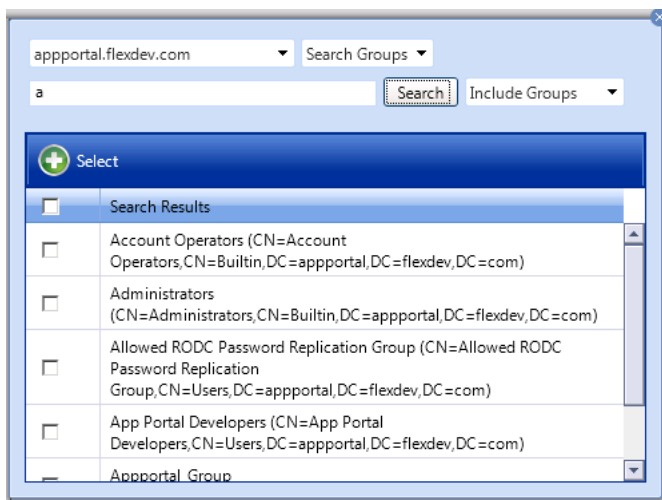 appportal.flexdev.com Search Groups
a Search Include Groups
Select
Search Results
Account Operators (CN=Account
Operators,CN=Builtin,DC=appportal,DC=flexdev,DC=com)
Administrators
(CN=Administrators,CN=Builtin,DC=appportal,DC=flexdev,DC=com)
Allowed RODC Password Replication Group (CN=Allowed RODC
Password Replication
Group,CN=Users,DC=appportal,DC=flexdev,DC=com)
App Portal Developers (CN=App Portal
Developers,CN=Users,DC=appportal,DC=flexdev,DC=com)
Appportal_Group